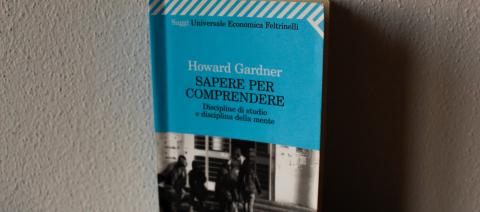 Saggi Universale Economica Feltrinelli
Howard Gardner
SAPERE PER
COMPRENDERE
Discipline di studio
e disciplina della mente